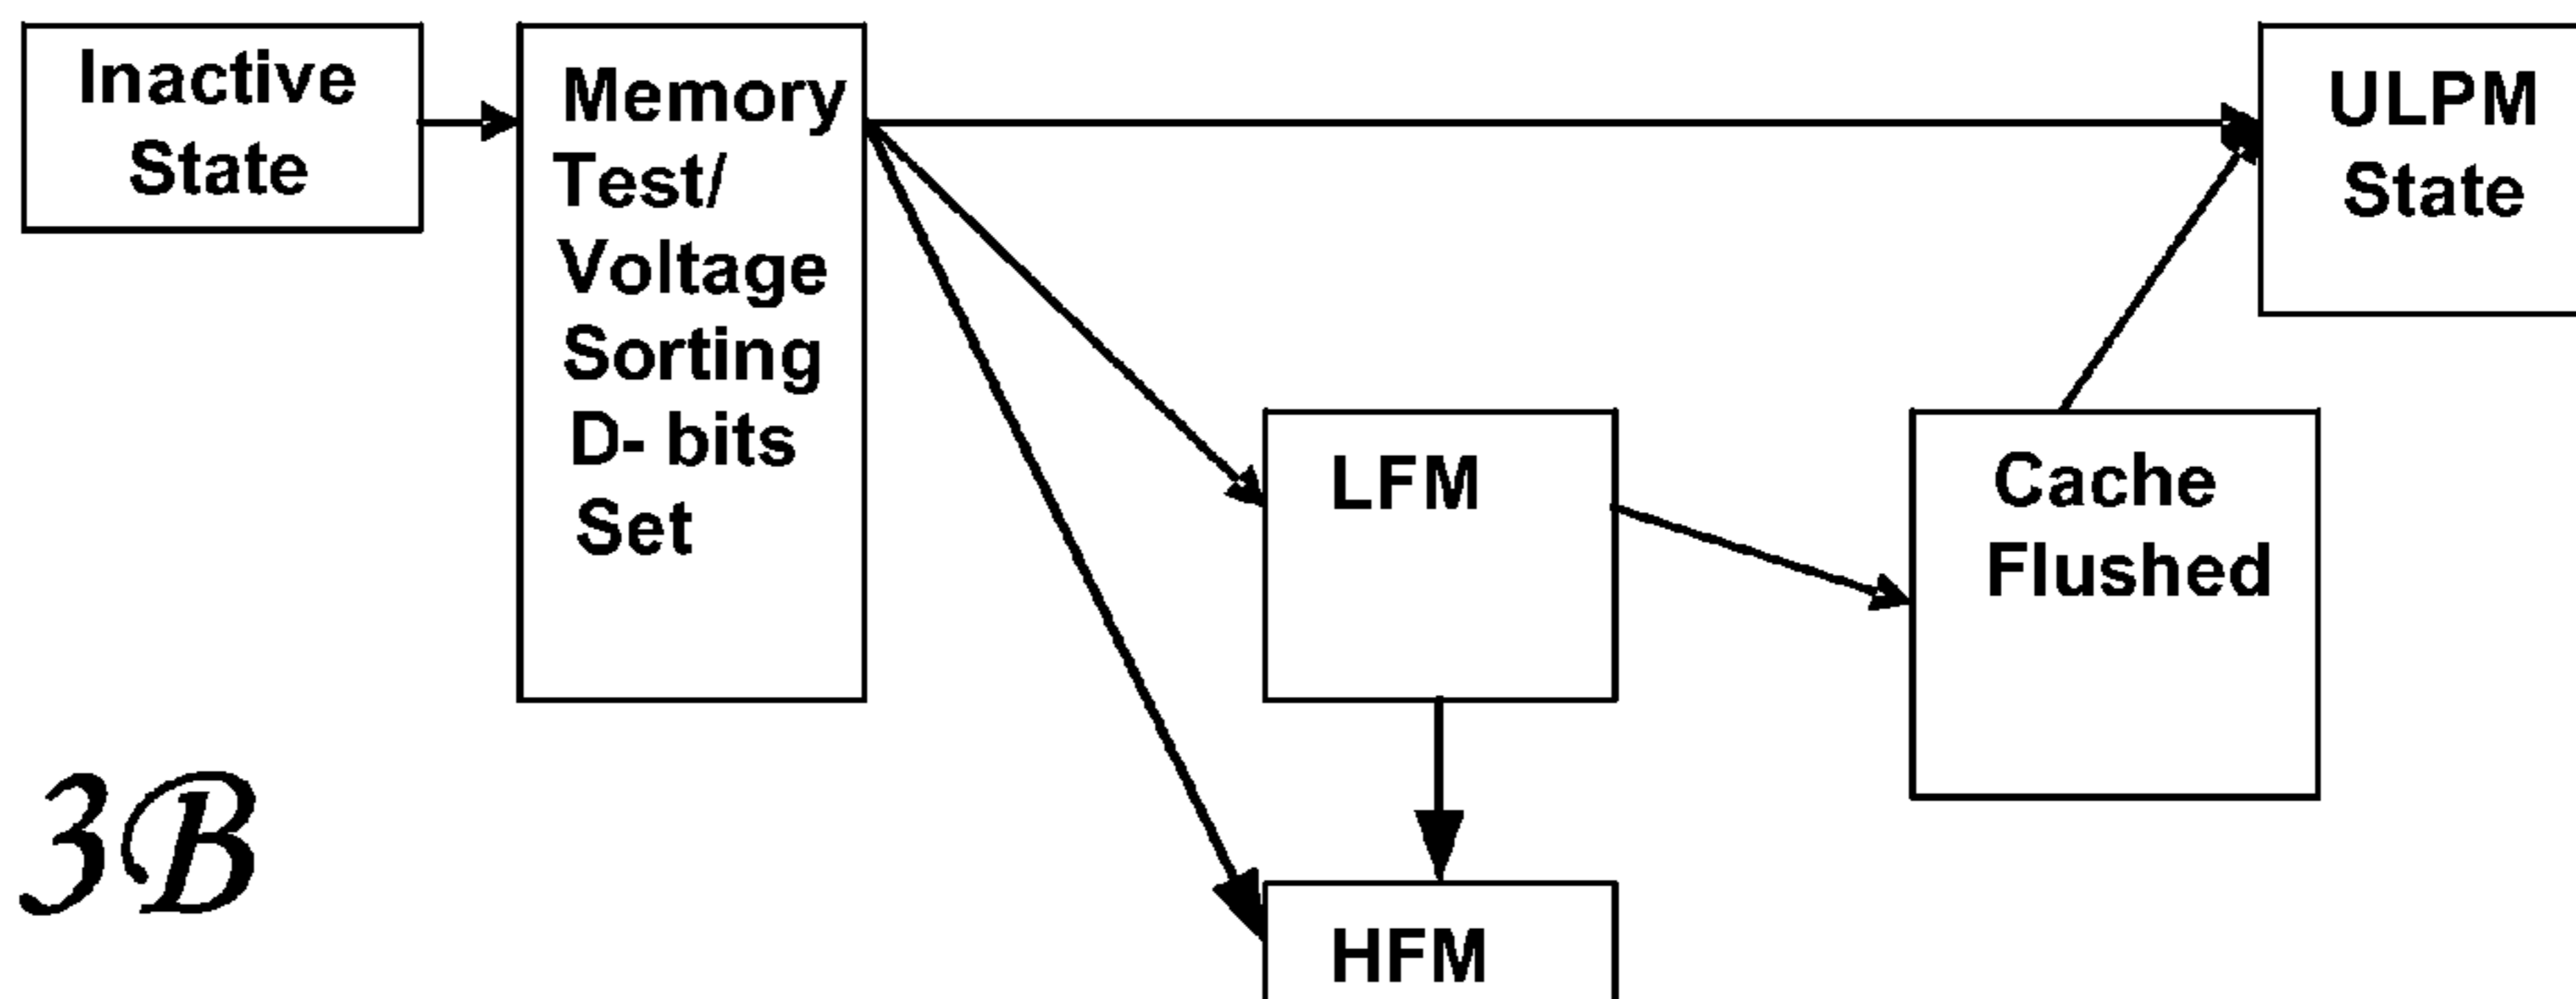 Inactive
State
Memory
Test/
Voltage
Sorting
D- bits
Set
ULPM
State
LFM
Cache
Flushed
HFM
3B